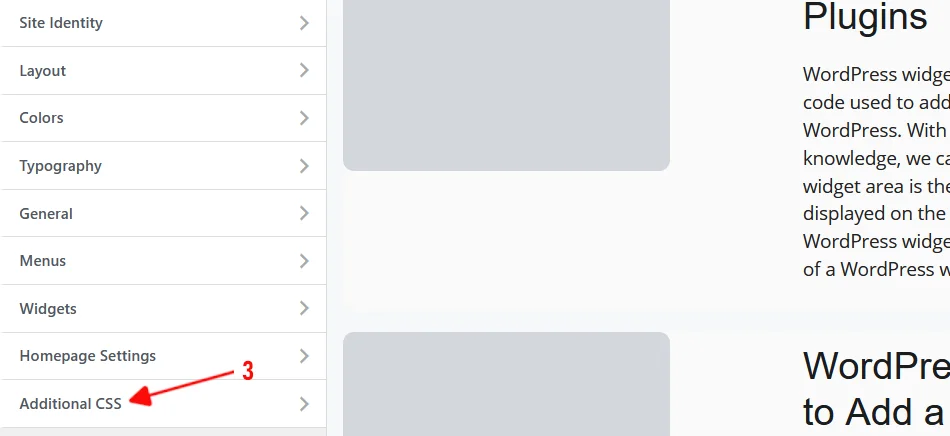 Site Identity
Layout
Colors
Typography
General
Menus
Widgets
Homepage Settings
3
Additional CSS
Plugins
WordPress widge
code used to add
WordPress. With
knowledge, we ca
widget area is the
displayed on the
WordPress widge
of a WordPress w
WordPre
to Add a